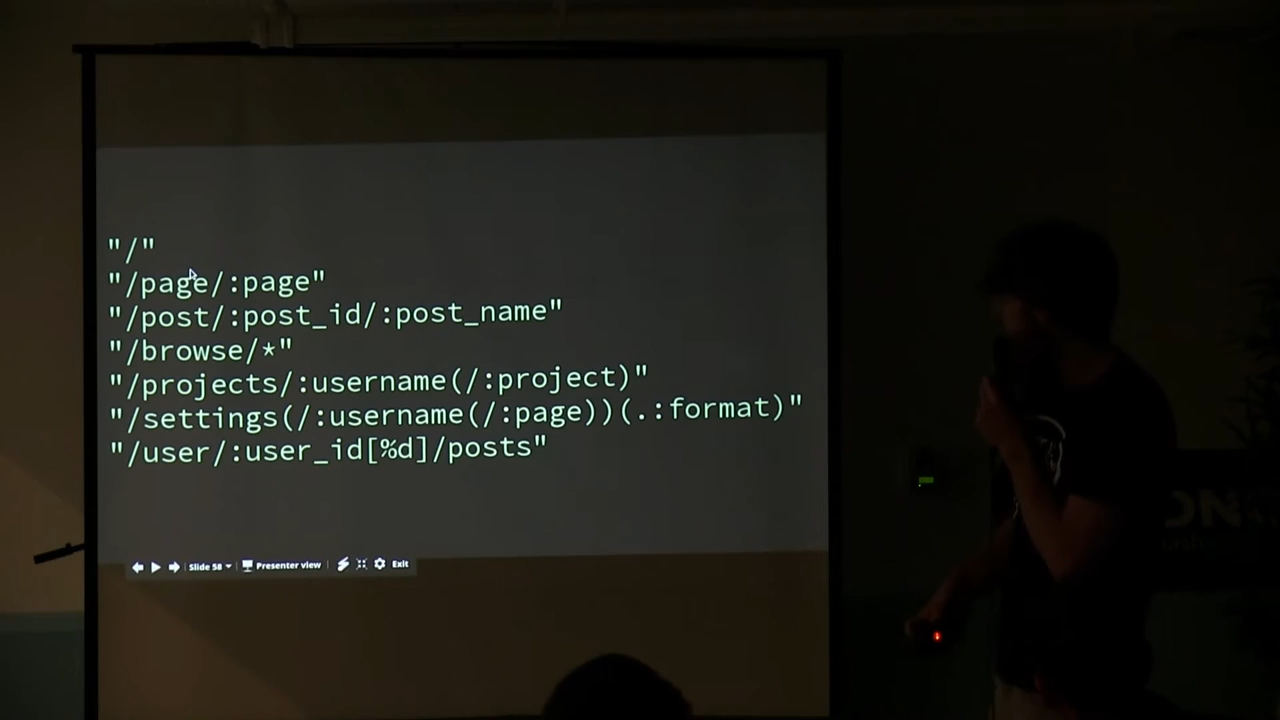 "/"
"/page/:page"
"/post/:post_id/:post_name"
"/browse/*"
"/projects/:username(/:project)"
"/settings(/:username(/:page))(.:format)"
"/user/:user_id[%d]/posts"
Slide 58 Presenter view Exit